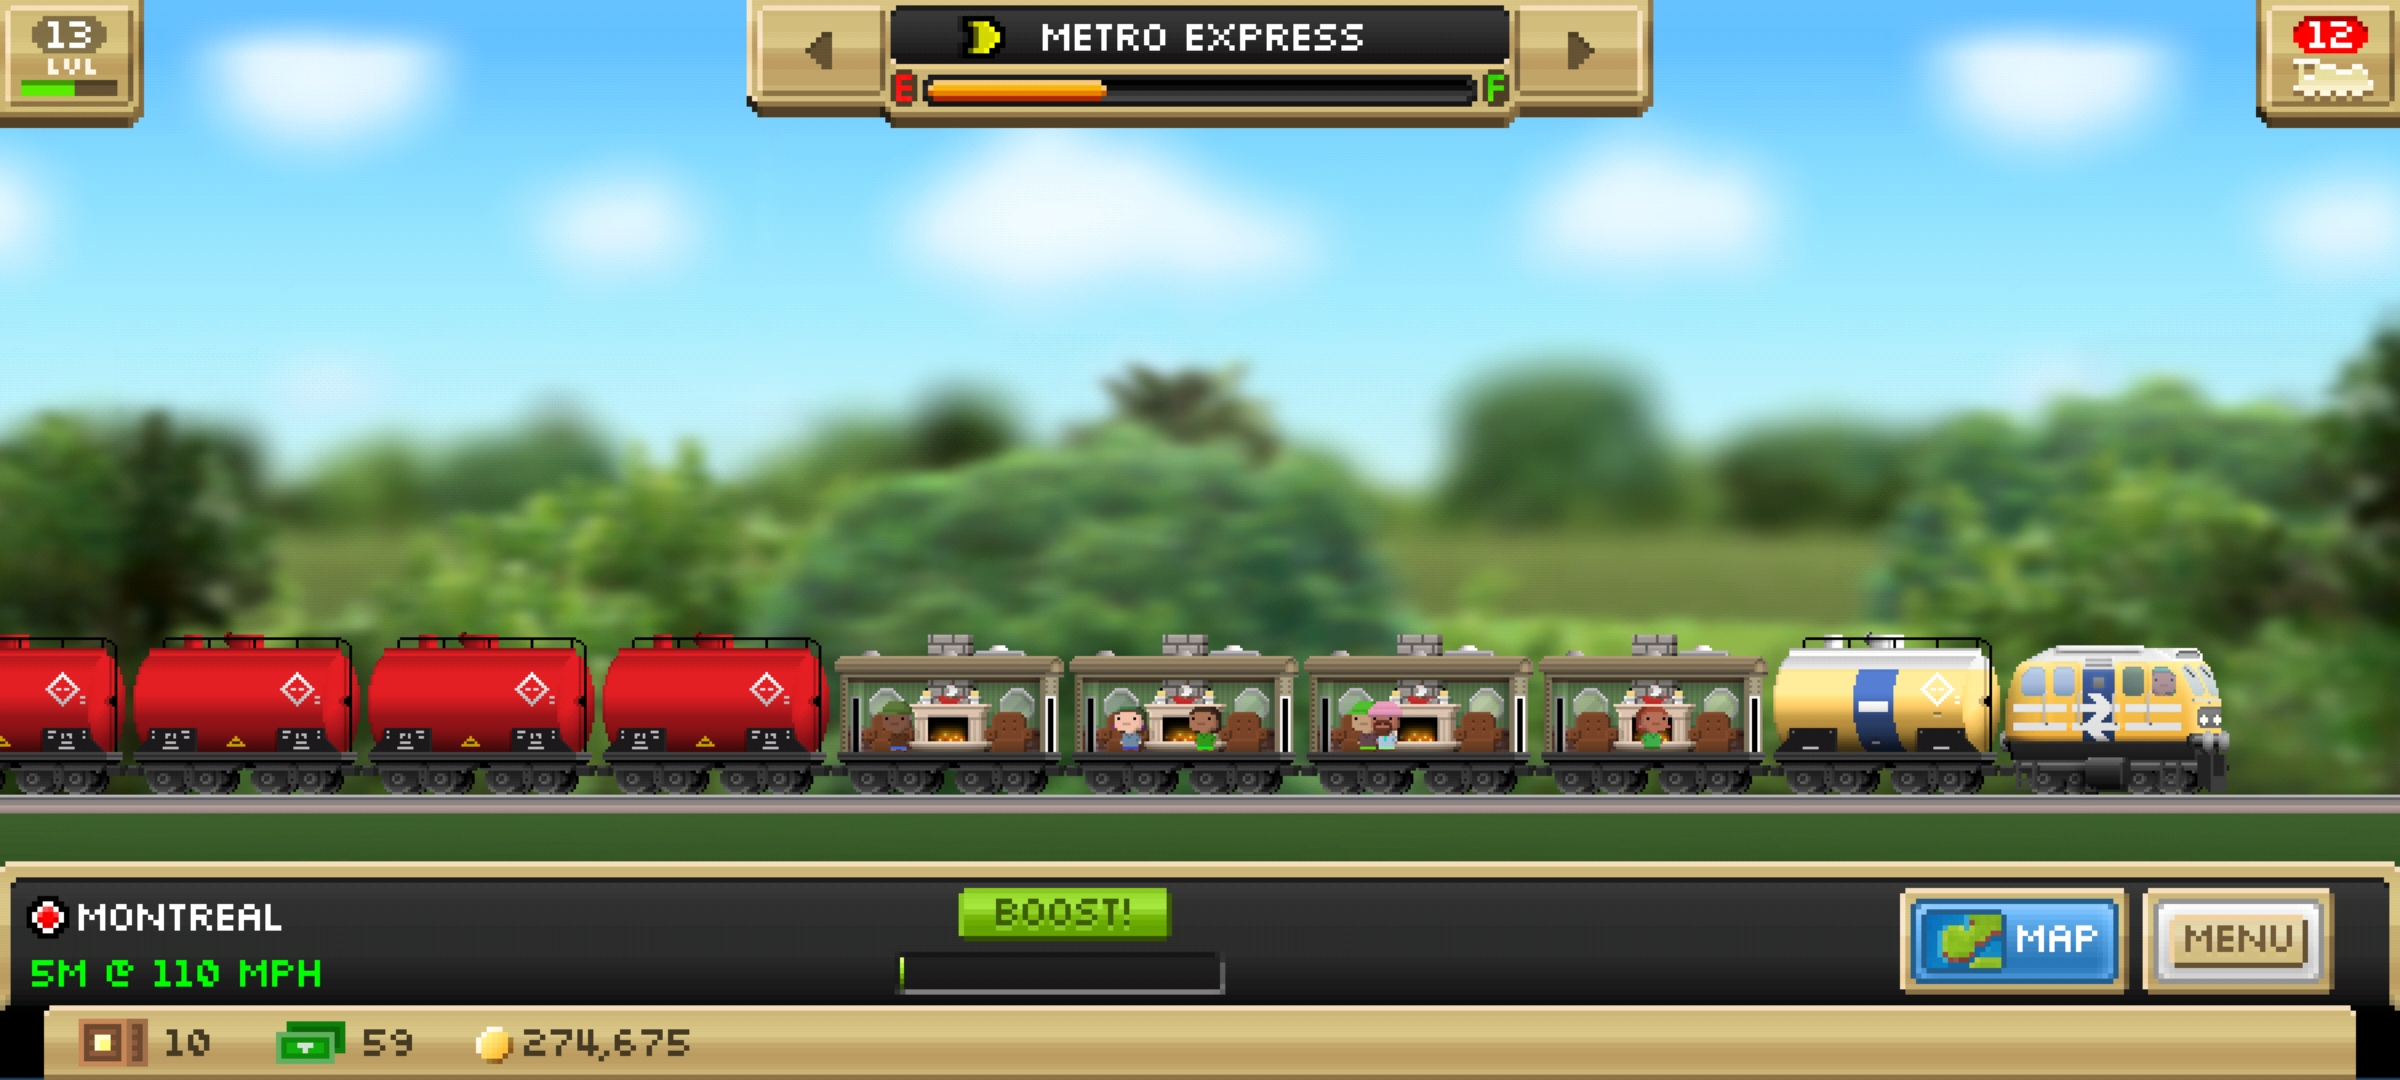 13
LVL
METRO EXPRESS
E F
12
MONTREAL
5M @ 110 MPH
BOOST!
MAP
MENU
10 59 274,675